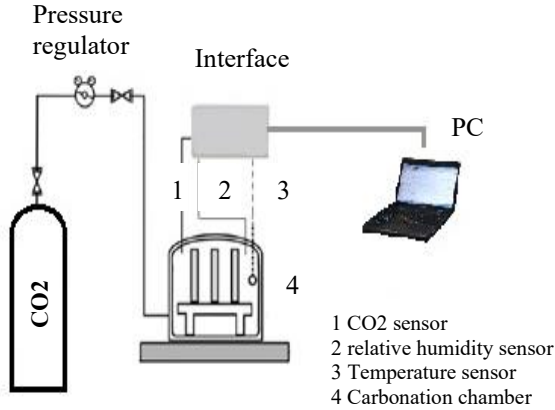 Pressure
regulator
Interface
PC
1 2 3
4
CO2
1 CO2 sensor
2 relative humidity sensor
3 Temperature sensor
4 Carbonation chamber